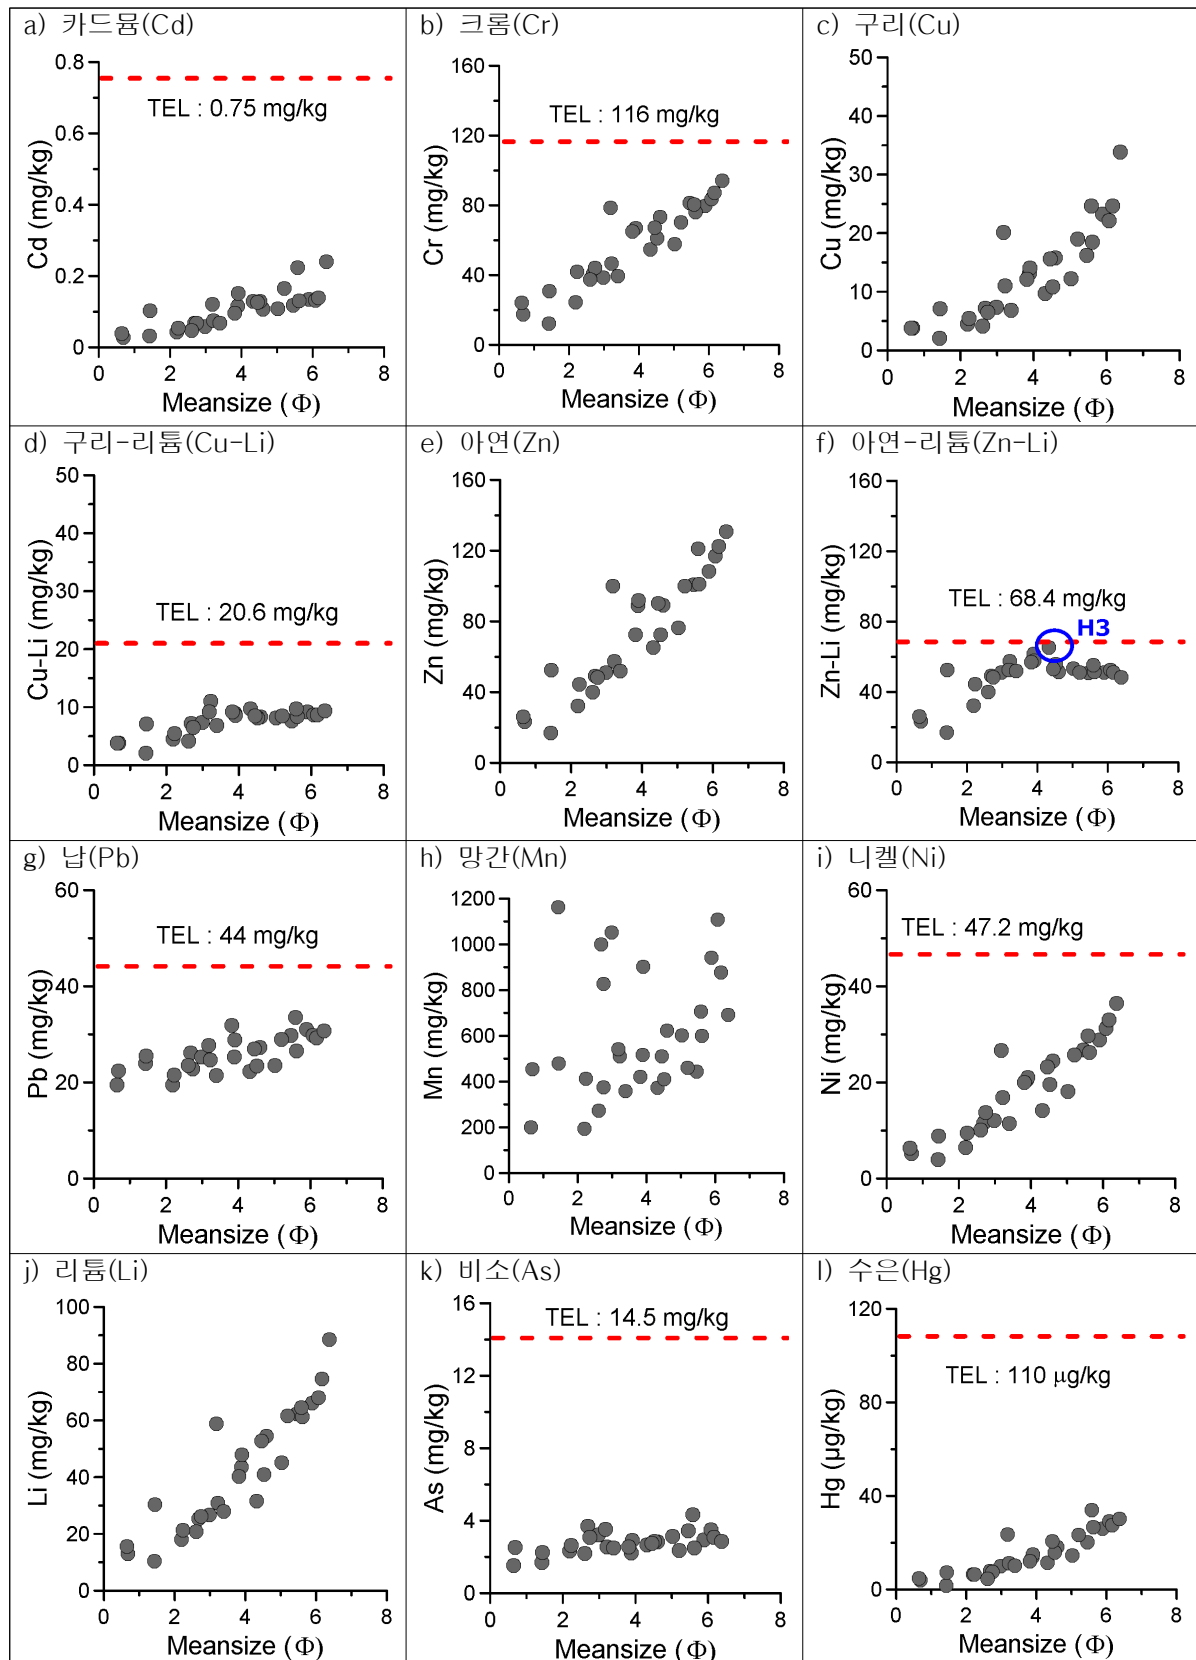 a) 카드뮴(Cd)
0.8
0.6
0.4
0.2
0
Cd (mg/kg)
TEL : 0.75 mg/kg
0 2 4 6 8
Meansize (Φ)
b) 크롬(Cr)
160
120
80
40
0
Cr (mg/kg)
TEL : 116 mg/kg
0 2 4 6 8
Meansize (Φ)
c) 구리(Cu)
50
40
30
20
10
0
Cu (mg/kg)
0 2 4 6 8
Meansize (Φ)
d) 구리-리튬(Cu-Li)
50
40
30
20
10
0
Cu-Li (mg/kg)
TEL : 20.6 mg/kg
0 2 4 6 8
Meansize (Φ)
e) 아연(Zn)
160
120
80
40
0
Zn (mg/kg)
0 2 4 6 8
Meansize (Φ)
f) 아연-리튬(Zn-Li)
160
120
80
40
0
Zn-Li (mg/kg)
TEL : 68.4 mg/kg
H3
0 2 4 6 8
Meansize (Φ)
g) 납(Pb)
60
40
20
0
Pb (mg/kg)
TEL : 44 mg/kg
0 2 4 6 8
Meansize (Φ)
h) 망간(Mn)
1200
1000
800
600
400
200
0
Mn (mg/kg)
0 2 4 6 8
Meansize (Φ)
i) 니켈(Ni)
60
40
20
0
Ni (mg/kg)
TEL : 47.2 mg/kg
0 2 4 6 8
Meansize (Φ)
j) 리튬(Li)
100
80
60
40
20
0
Li (mg/kg)
0 2 4 6 8
Meansize (Φ)
k) 비소(As)
16
12
8
4
0
As (mg/kg)
TEL : 14.5 mg/kg
0 2 4 6 8
Meansize (Φ)
l) 수은(Hg)
120
80
40
0
Hg (μg/kg)
TEL : 110 μg/kg
0 2 4 6 8
Meansize (Φ)